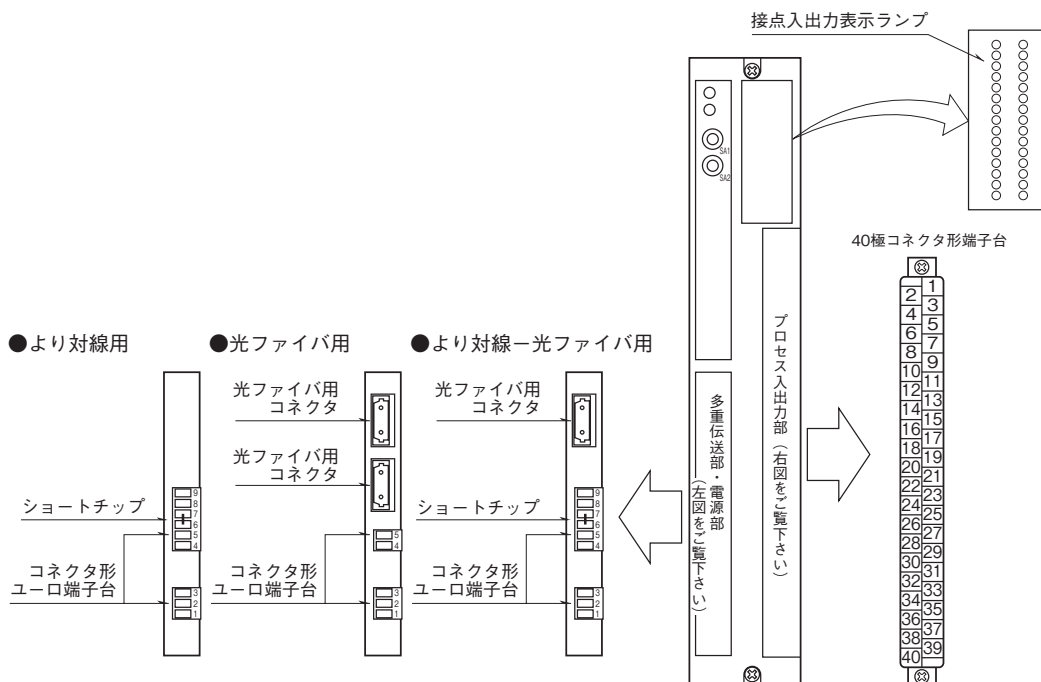 接点入出力表示ランプ
SA1
SA2
40極コネクタ形端子台
●より対線用
●光ファイバ用
●より対線－光ファイバ用
光ファイバ用
コネクタ
光ファイバ用
コネクタ
光ファイバ用
コネクタ
ショートチップ
ショートチップ
コネクタ形
ユーロ端子台
コネクタ形
ユーロ端子台
コネクタ形
ユーロ端子台
9
8
7
6
5
4
3
2
1
5
4
3
2
1
9
8
7
6
5
4
3
2
1
多重伝送部・電源部
（左図をご覧下さい）
プロセス入出力部（右図をご覧下さい）
1
2
3
4
5
6
7
8
9
10
11
12
13
14
15
16
17
18
19
20
21
22
23
24
25
26
27
28
29
30
31
32
33
34
35
36
37
38
39
40